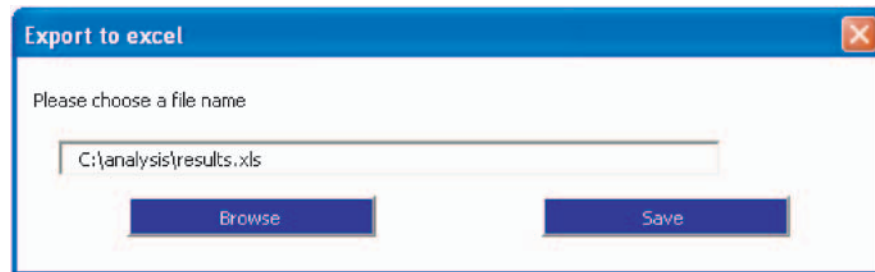 Export to excel
Please choose a file name
C:\analysis\results.xls
Browse Save